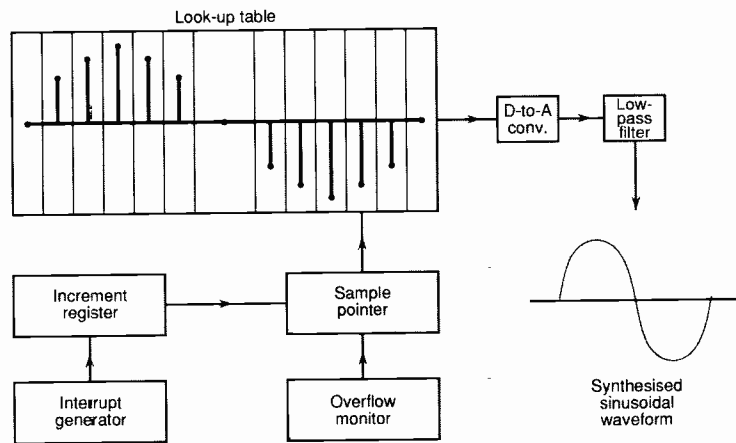 Look-up table
D-to-A
conv.
Low-
pass
filter
Increment
register
Sample
pointer
Interrupt
generator
Overflow
monitor
Synthesised
sinusoidal
waveform